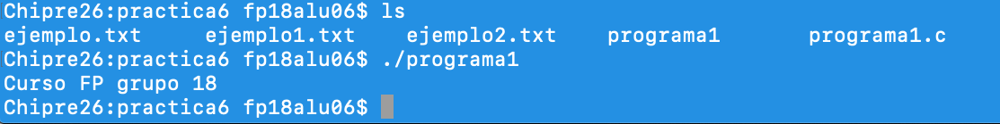 Chipre26:practica6 fp18alu06$ ls
ejemplo.txt ejemplo1.txt ejemplo2.txt programa1 programa1.c
Chipre26:practica6 fp18alu06$ ./programa1
Curso FP grupo 18
Chipre26:practica6 fp18alu06$